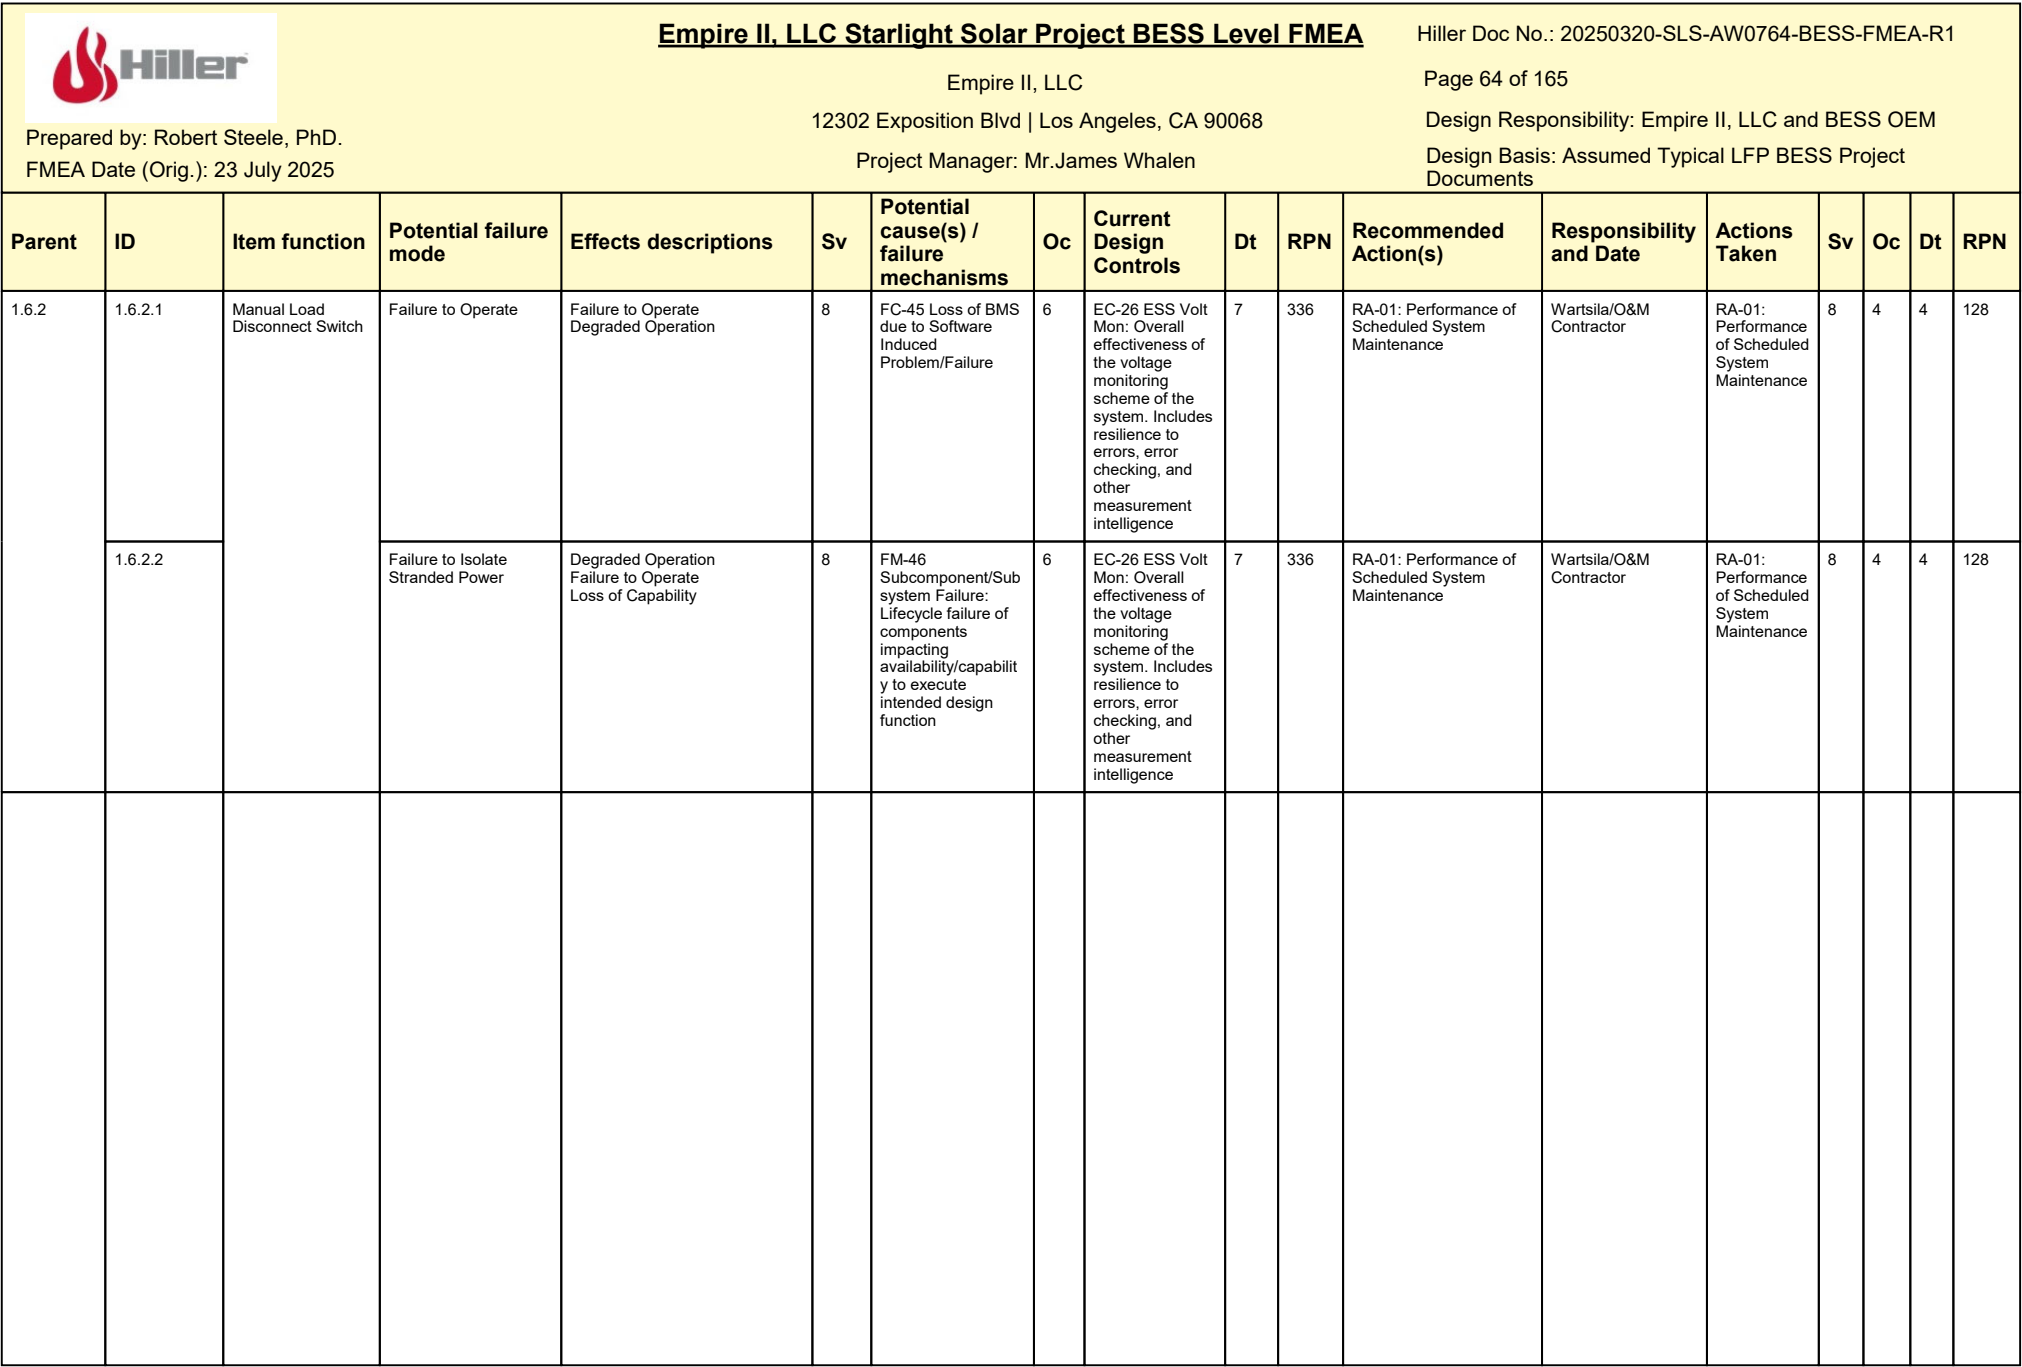 Hiller
Prepared by: Robert Steele, PhD.
FMEA Date (Orig.): 23 July 2025
Empire II, LLC Starlight Solar Project BESS Level FMEA
Empire II, LLC
12302 Exposition Blvd | Los Angeles, CA 90068
Project Manager: Mr.James Whalen
Hiller Doc No.: 20250320-SLS-AW0764-BESS-FMEA-R1
Page 64 of 165
Design Responsibility: Empire II, LLC and BESS OEM
Design Basis: Assumed Typical LFP BESS Project
Documents
Parent
ID
Item function
Potential failure
mode
Effects descriptions
Sv
Potential
cause(s) /
failure
mechanisms
Oc
Current
Design
Controls
Dt
RPN
Recommended
Action(s)
Responsibility
and Date
Actions
Taken
Sv
Oc
Dt
RPN
1.6.2
1.6.2.1
Manual Load
Disconnect Switch
Failure to Operate
Failure to Operate
Degraded Operation
8
FC-45 Loss of BMS
due to Software
Induced
Problem/Failure
6
EC-26 ESS Volt
Mon: Overall
effectiveness of
the voltage
monitoring
scheme of the
system. Includes
resilience to
errors, error
checking, and
other
measurement
intelligence
7
336
RA-01: Performance of
Scheduled System
Maintenance
Wartsila/O&M
Contractor
RA-01:
Performance
of Scheduled
System
Maintenance
8
4
4
128
1.6.2.2
Failure to Isolate
Stranded Power
Degraded Operation
Failure to Operate
Loss of Capability
8
FM-46
Subcomponent/Sub
system Failure:
Lifecycle failure of
components
impacting
availability/capabilit
y to execute
intended design
function
6
EC-26 ESS Volt
Mon: Overall
effectiveness of
the voltage
monitoring
scheme of the
system. Includes
resilience to
errors, error
checking, and
other
measurement
intelligence
7
336
RA-01: Performance of
Scheduled System
Maintenance
Wartsila/O&M
Contractor
RA-01:
Performance
of Scheduled
System
Maintenance
8
4
4
128